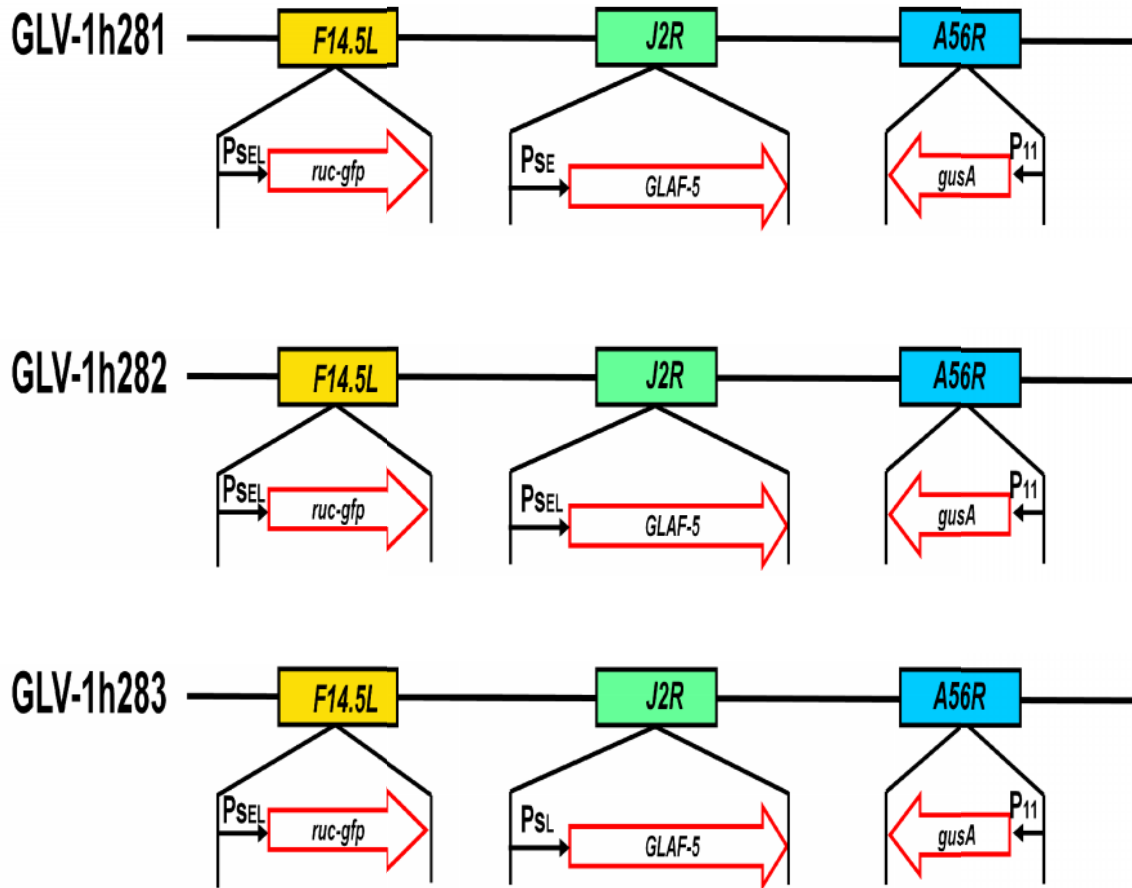 GLV-1h281 F14.5L J2R A56R
PSEL ruc-gfp PSE GLAF-5 gusA P11
GLV-1h282 F14.5L J2R A56R
PSEL ruc-gfp PSEL GLAF-5 gusA P11
GLV-1h283 F14.5L J2R A56R
PSEL ruc-gfp PSL GLAF-5 gusA P11